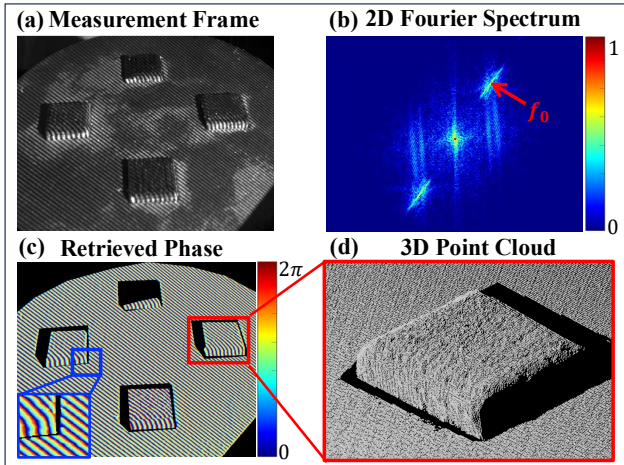 (a) Measurement Frame
(b) 2D Fourier Spectrum
1
f₀
0
(c) Retrieved Phase
2π
0
(d) 3D Point Cloud